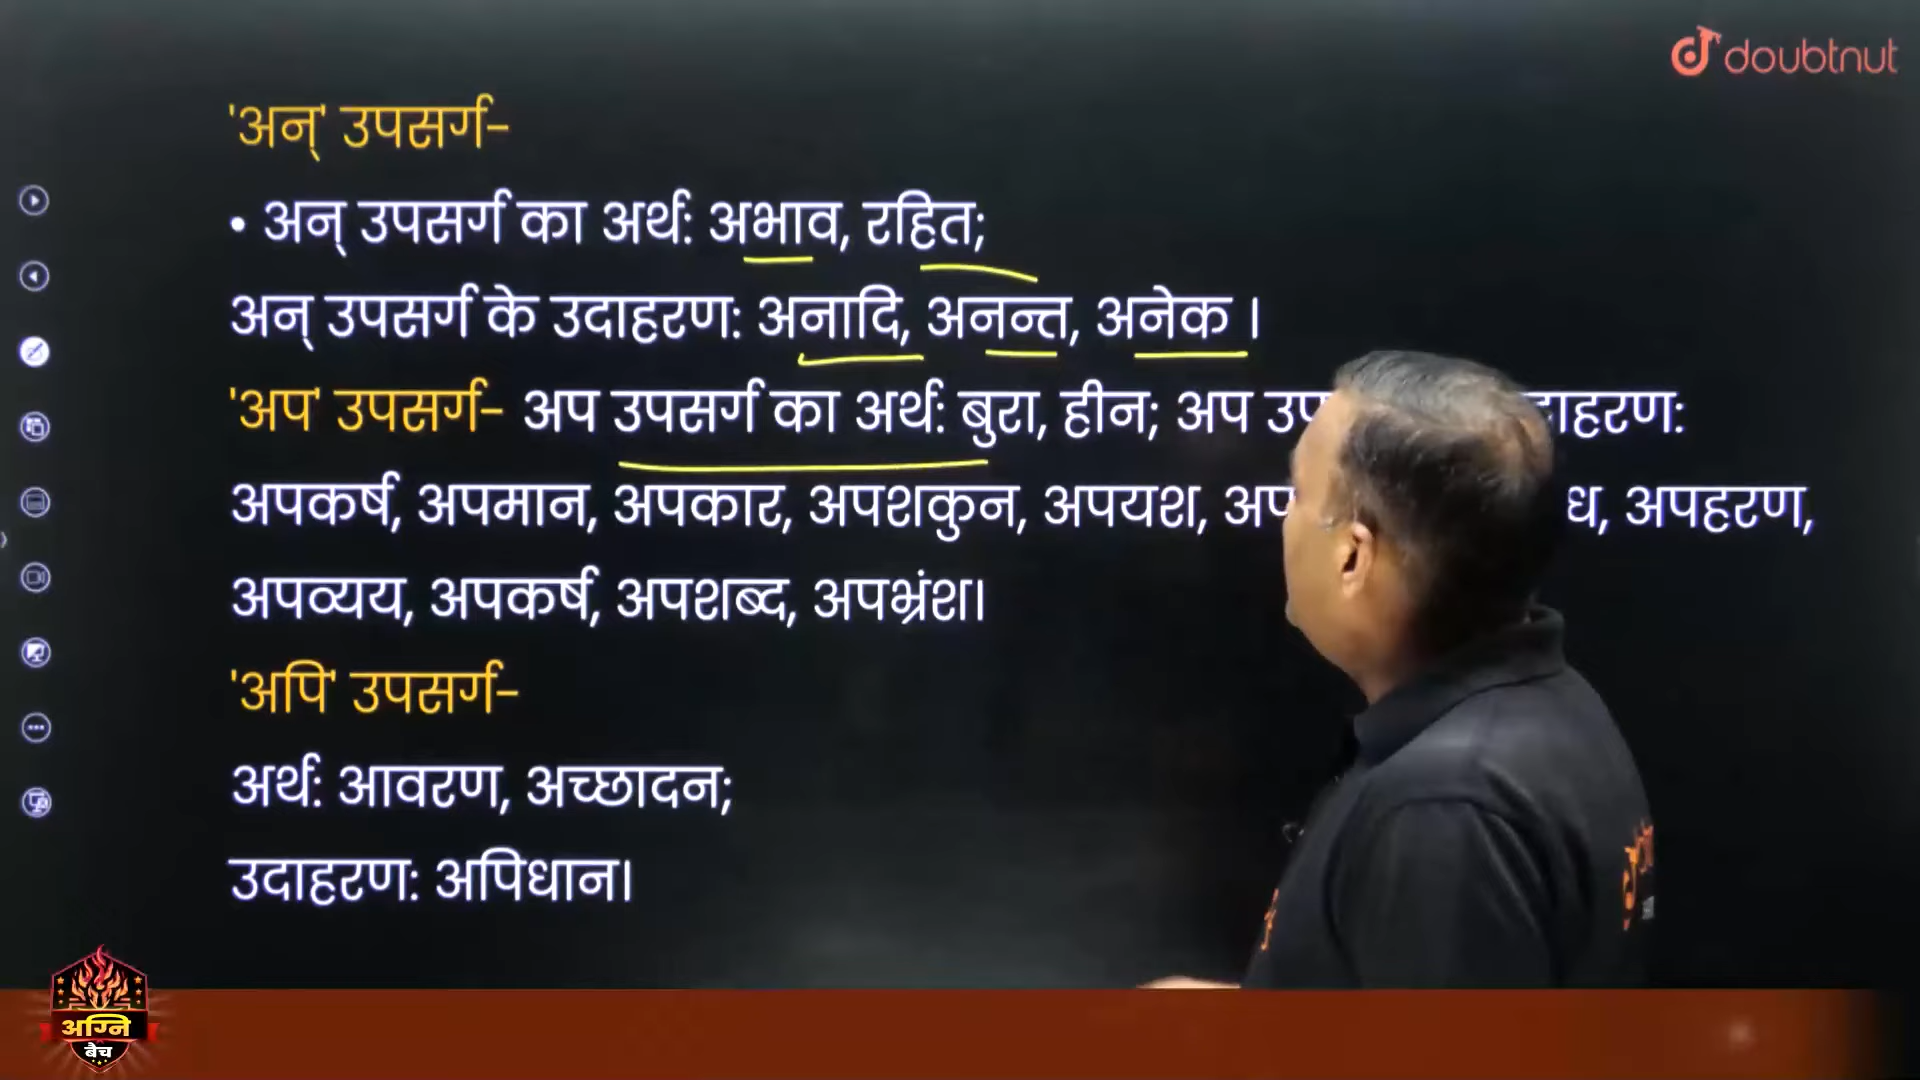 doubtnut
'अन्' उपसर्ग-
• अन् उपसर्ग का अर्थ: अभाव, रहित;
अन् उपसर्ग के उदाहरण: अनादि, अनन्त, अनेक ।
'अप' उपसर्ग- अप उपसर्ग का अर्थ: बुरा, हीन; अप
अपकर्ष, अपमान, अपकार, अपशकुन, अपयश, अपहरण,
अपव्यय, अपकर्ष, अपशब्द, अपभ्रंश।
'अपि' उपसर्ग-
अर्थ: आवरण, अच्छादन;
उदाहरण: अपिधान।
अग्नि
बैच